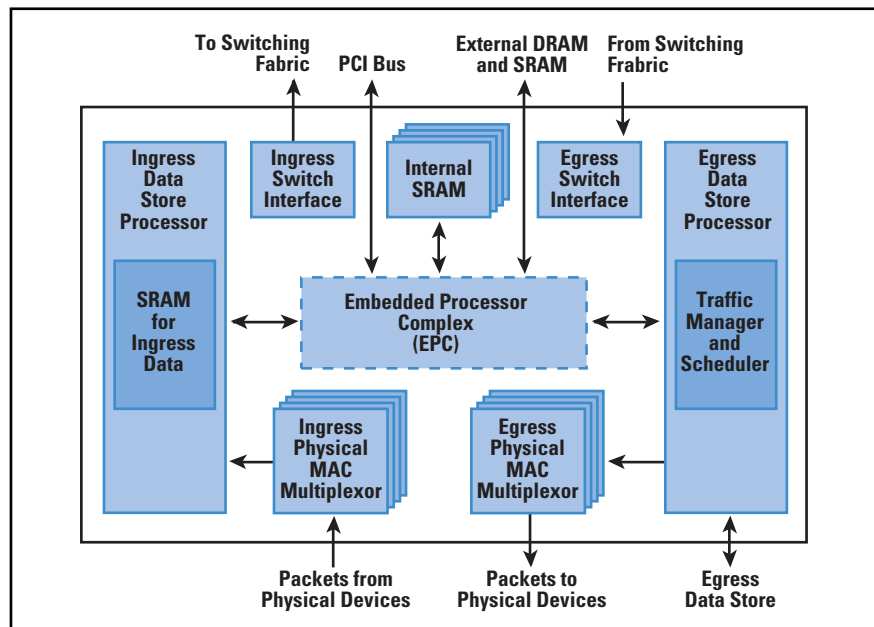 To Switching
Fabric
PCI Bus
External DRAM
and SRAM
From Switching
Frabric
Ingress
Data
Store
Processor
Ingress
Switch
Interface
Internal
SRAM
Egress
Switch
Interface
Egress
Data
Store
Processor
SRAM
for
Ingress
Data
Embedded Processor
Complex
(EPC)
Traffic
Manager
and
Scheduler
Ingress
Physical
MAC
Multiplexor
Egress
Physical
MAC
Multiplexor
Packets from
Physical Devices
Packets to
Physical Devices
Egress
Data Store